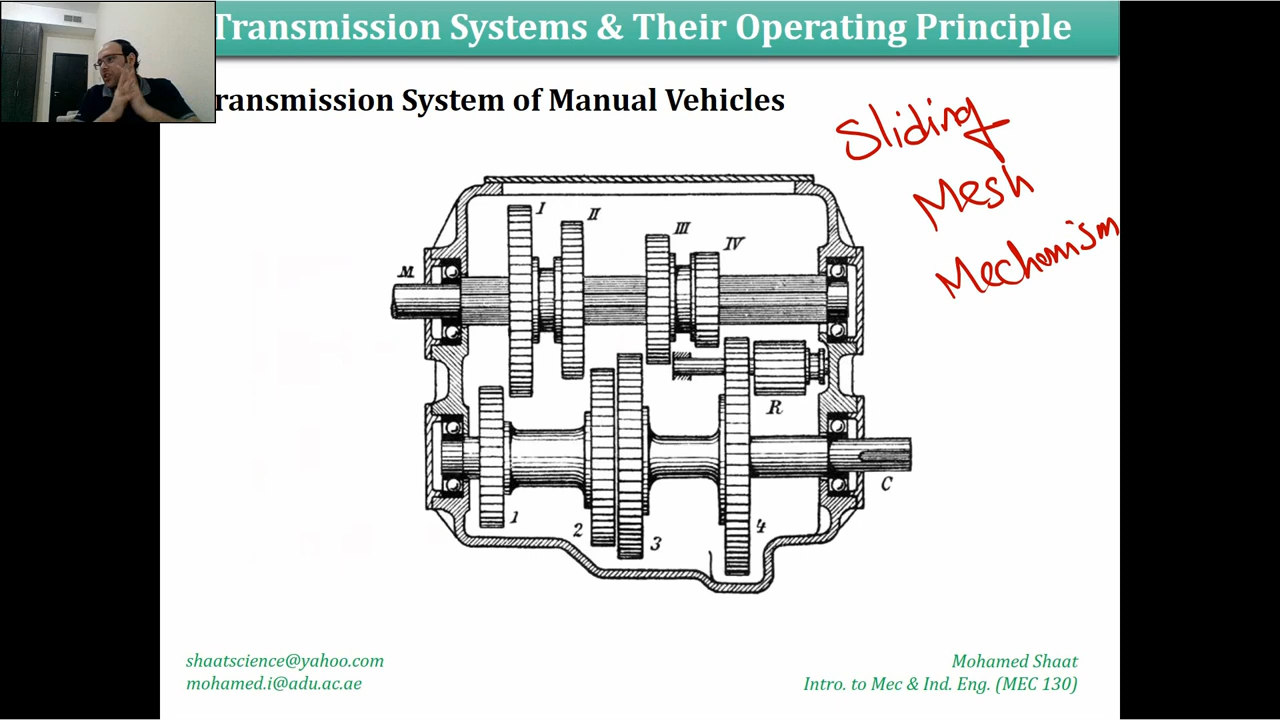 Transmission Systems & Their Operating Principle
ransmission System of Manual Vehicles
Sliding
Mesh
Mechanism
I
II
III
IV
M
R
C
1
2
3
4
shaatscience@yahoo.com
mohamed.i@adu.ac.ae
Mohamed Shaat
Intro. to Mec & Ind. Eng. (MEC 130)